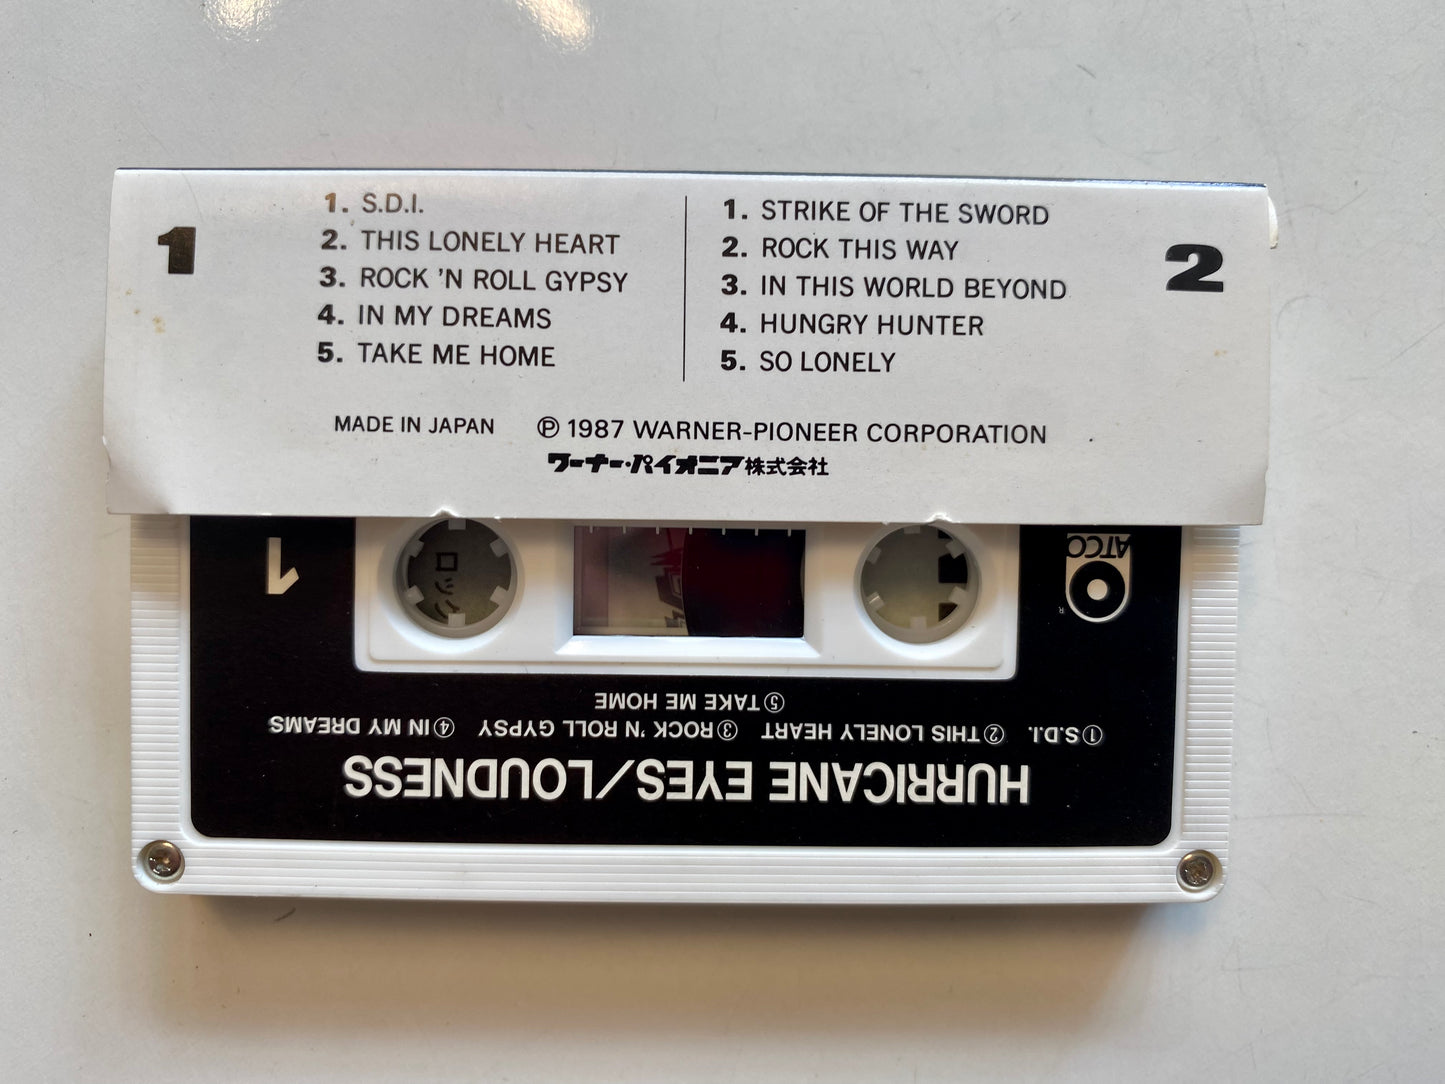 1
1. S.D.I.
2. THIS LONELY HEART
3. ROCK 'N ROLL GYPSY
4. IN MY DREAMS
5. TAKE ME HOME
1. STRIKE OF THE SWORD
2. ROCK THIS WAY
3. IN THIS WORLD BEYOND
4. HUNGRY HUNTER
5. SO LONELY
2
MADE IN JAPAN ℗ 1987 WARNER-PIONEER CORPORATION
ワーナー・パイオニア株式会社
HURRICANE EYES/LOUDNESS
①S.D.I. ②THIS LONELY HEART ③ROCK 'N ROLL GYPSY ④IN MY DREAMS
⑤TAKE ME HOME
ATCO
R
1
ロック